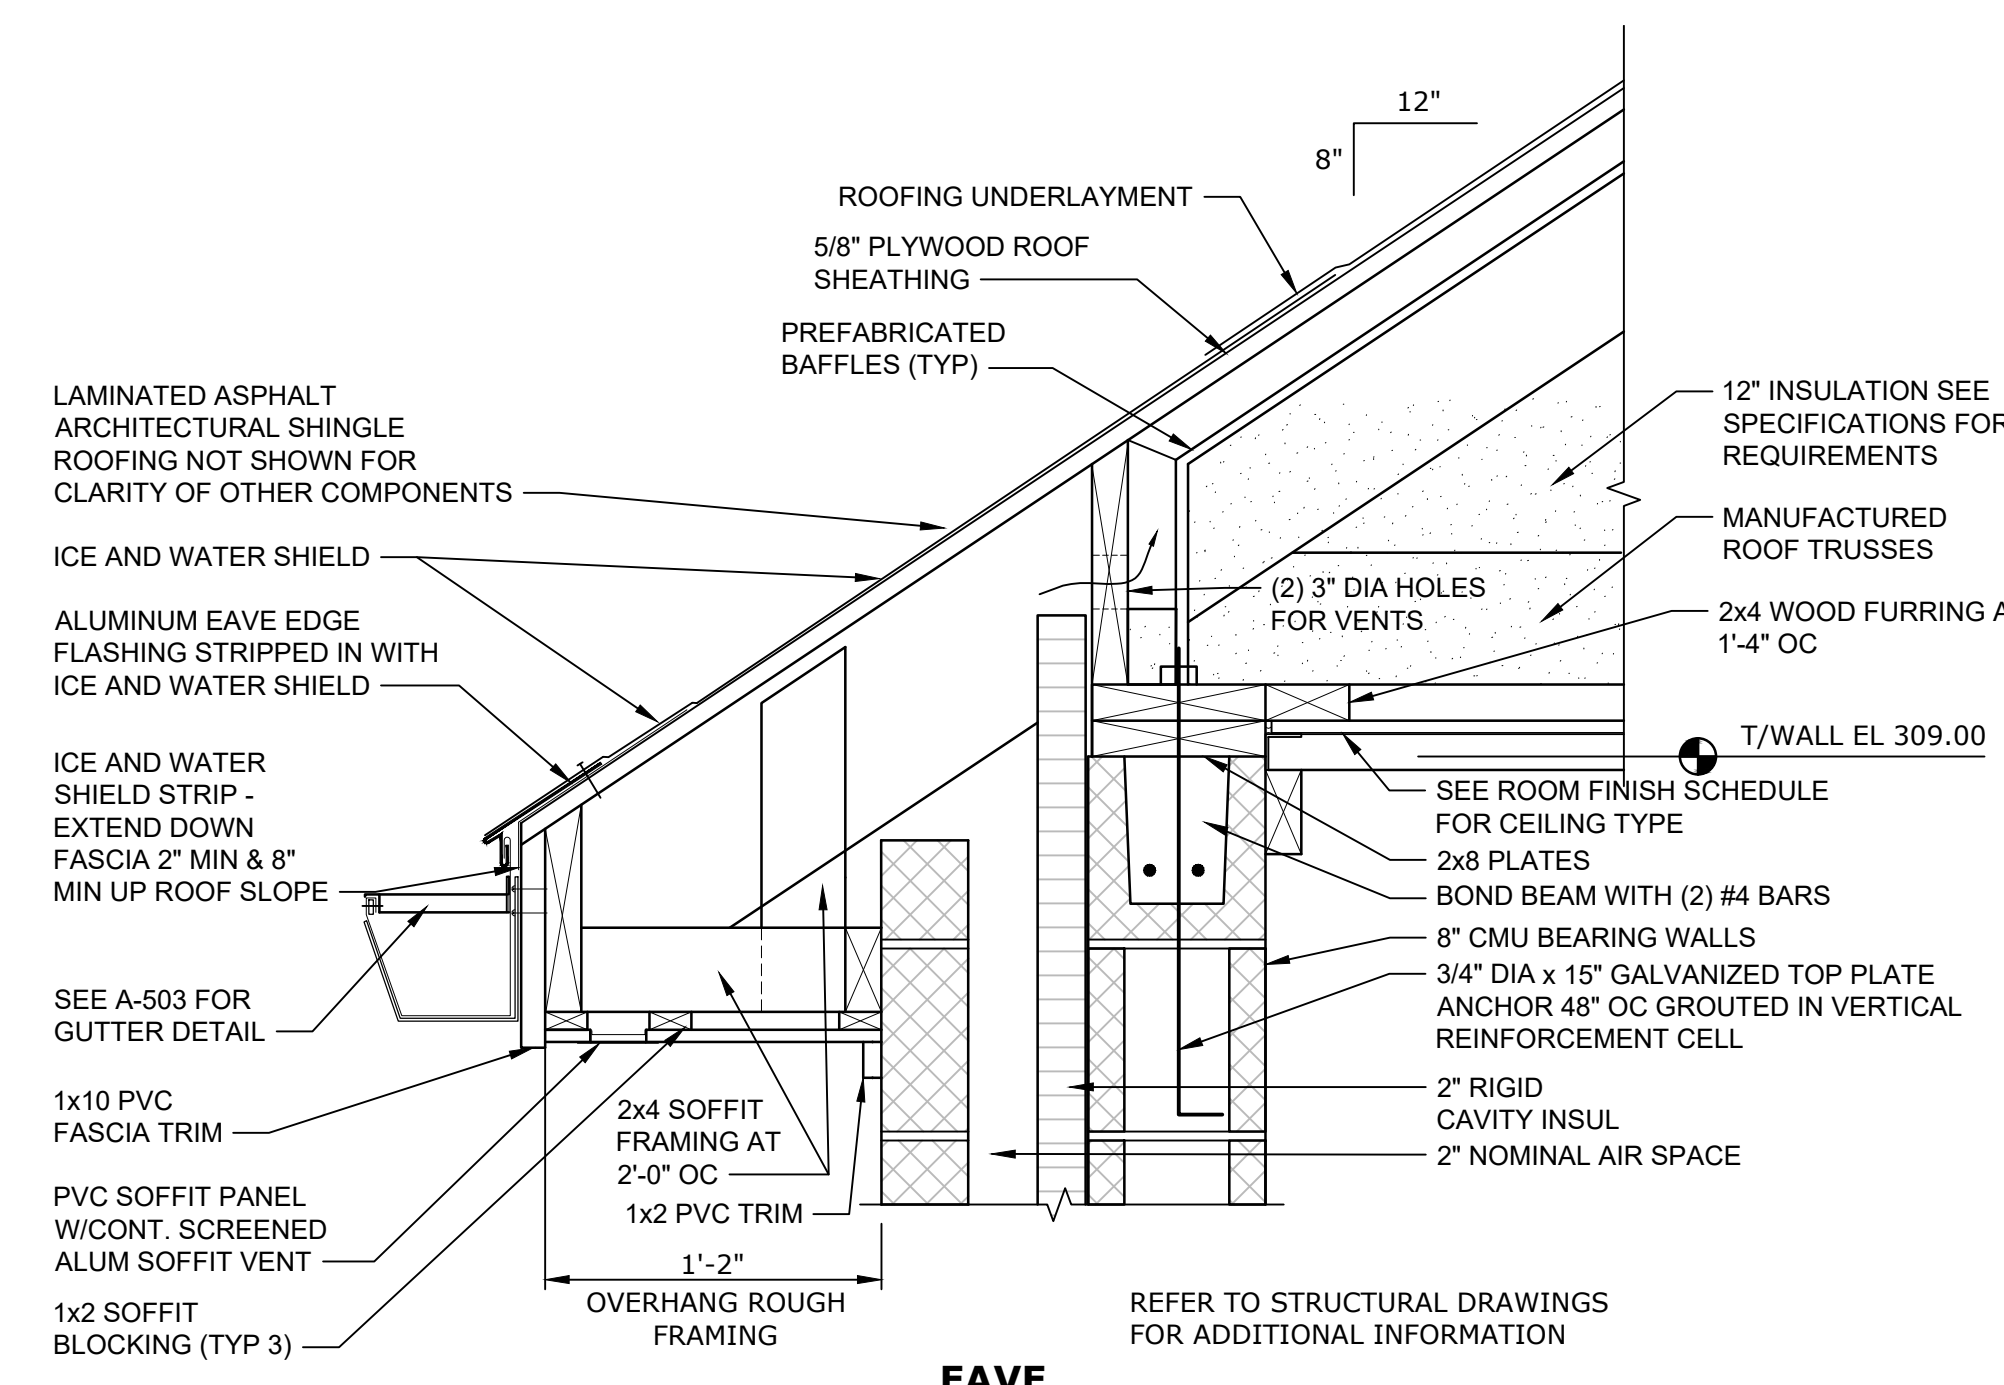 12"
8"
ROOFING UNDERLAYMENT
5/8" PLYWOOD ROOF
SHEATHING
PREFABRICATED
BAFFLES (TYP)
LAMINATED ASPHALT
ARCHITECTURAL SHINGLE
ROOFING NOT SHOWN FOR
CLARITY OF OTHER COMPONENTS
ICE AND WATER SHIELD
ALUMINUM EAVE EDGE
FLASHING STRIPPED IN WITH
ICE AND WATER SHIELD
ICE AND WATER
SHIELD STRIP -
EXTEND DOWN
FASCIA 2" MIN & 8"
MIN UP ROOF SLOPE
SEE A-503 FOR
GUTTER DETAIL
1x10 PVC
FASCIA TRIM
PVC SOFFIT PANEL
W/CONT. SCREENED
ALUM SOFFIT VENT
1x2 SOFFIT
BLOCKING (TYP 3)
2x4 SOFFIT
FRAMING AT
2'-0" OC
1x2 PVC TRIM
1'-2"
OVERHANG ROUGH
FRAMING
12" INSULATION SEE
SPECIFICATIONS FOR
REQUIREMENTS
MANUFACTURED
ROOF TRUSSES
(2) 3" DIA HOLES
FOR VENTS
2x4 WOOD FURRING A
1'-4" OC
T/WALL EL 309.00
SEE ROOM FINISH SCHEDULE
FOR CEILING TYPE
2x8 PLATES
BOND BEAM WITH (2) #4 BARS
8" CMU BEARING WALLS
3/4" DIA x 15" GALVANIZED TOP PLATE
ANCHOR 48" OC GROUTED IN VERTICAL
REINFORCEMENT CELL
2" RIGID
CAVITY INSUL
2" NOMINAL AIR SPACE
REFER TO STRUCTURAL DRAWINGS
FOR ADDITIONAL INFORMATION
EAVE